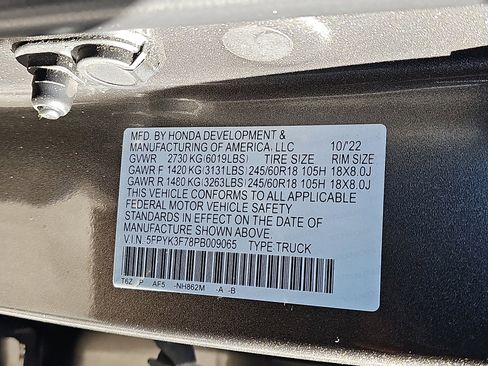 MFD. BY HONDA DEVELOPMENT &
MANUFACTURING OF AMERICA, LLC 10/'22
GVWR 2730 KG (6019LBS) TIRE SIZE RIM SIZE
GAWR F 1420 KG (3131LBS) 245/60R18 105H 18X8.0J
GAWR R 1480 KG (3263LBS) 245/60R18 105H 18X8.0J
THIS VEHICLE CONFORMS TO ALL APPLICABLE
FEDERAL MOTOR VEHICLE SAFETY
STANDARDS IN EFFECT ON THE DATE OF
MANUFACTURE SHOWN ABOVE.
V.I.N. 5FPYK3F78PB009065 TYPE TRUCK
T6Z P AF5 -NH862M -A -B